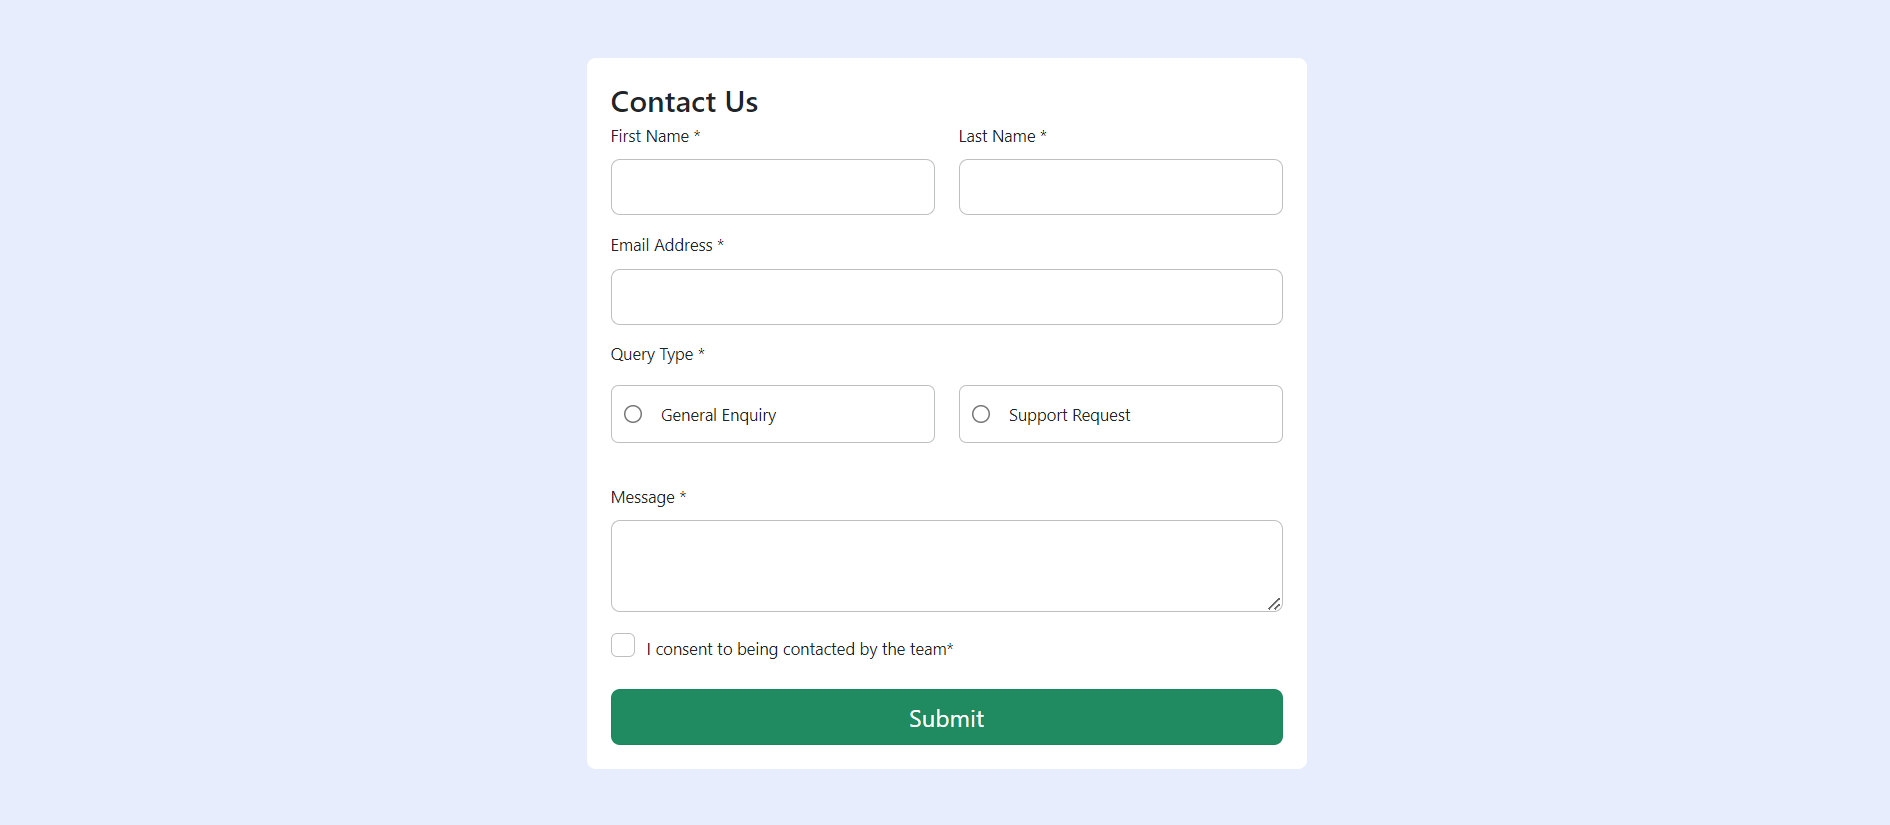 Contact Us
First Name *
Last Name *
Email Address *
Query Type *
General Enquiry
Support Request
Message *
I consent to being contacted by the team*
Submit